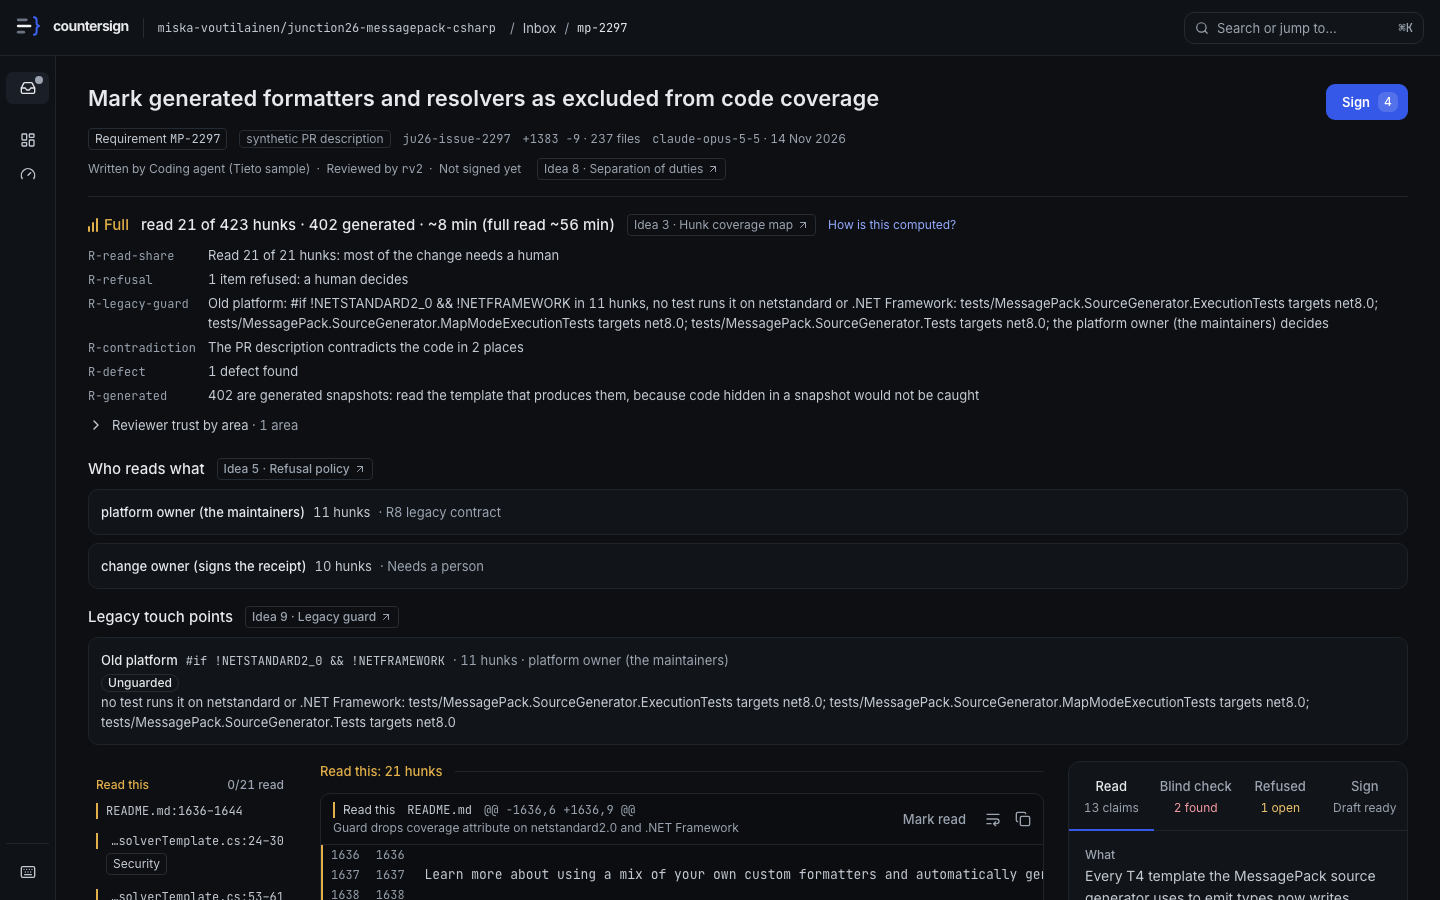 countersign
miska-voutilainen/junction26-messagepack-csharp / Inbox / mp-2297
Search or jump to... ⌘K
Mark generated formatters and resolvers as excluded from code coverage
Sign 4
Requirement MP-2297 synthetic PR description ju26-issue-2297 +1383 -9 · 237 files claude-opus-5-5 · 14 Nov 2026
Written by Coding agent (Tieto sample) · Reviewed by rv2 · Not signed yet Idea 8 · Separation of duties ↗
Full read 21 of 423 hunks · 402 generated · ~8 min (full read ~56 min) Idea 3 · Hunk coverage map ↗ How is this computed?
R-read-share Read 21 of 21 hunks: most of the change needs a human
R-refusal 1 item refused: a human decides
R-legacy-guard Old platform: #if !NETSTANDARD2_0 && !NETFRAMEWORK in 11 hunks, no test runs it on netstandard or .NET Framework: tests/MessagePack.SourceGenerator.ExecutionTests targets net8.0;
tests/MessagePack.SourceGenerator.MapModeExecutionTests targets net8.0; tests/MessagePack.SourceGenerator.Tests targets net8.0; the platform owner (the maintainers) decides
R-contradiction The PR description contradicts the code in 2 places
R-defect 1 defect found
R-generated 402 are generated snapshots: read the template that produces them, because code hidden in a snapshot would not be caught
Reviewer trust by area · 1 area
Who reads what Idea 5 · Refusal policy ↗
platform owner (the maintainers) 11 hunks · R8 legacy contract
change owner (signs the receipt) 10 hunks · Needs a person
Legacy touch points Idea 9 · Legacy guard ↗
Old platform #if !NETSTANDARD2_0 && !NETFRAMEWORK · 11 hunks · platform owner (the maintainers)
Unguarded
no test runs it on netstandard or .NET Framework: tests/MessagePack.SourceGenerator.ExecutionTests targets net8.0; tests/MessagePack.SourceGenerator.MapModeExecutionTests targets net8.0;
tests/MessagePack.SourceGenerator.Tests targets net8.0
Read this 0/21 read
README.md:1636–1644
…solverTemplate.cs:24–30
Security
…solverTemplate.cs:53–61
Read this: 21 hunks
Read this README.md @@ -1636,6 +1636,9 @@
Guard drops coverage attribute on netstandard2.0 and .NET Framework
Mark read
1636 1636
1637 1637 Learn more about using a mix of your own custom formatters and automatically ger
1638 1638
Read Blind check Refused Sign
13 claims 2 found 1 open Draft ready
What
Every T4 template the MessagePack source
generator uses to emit types now writes